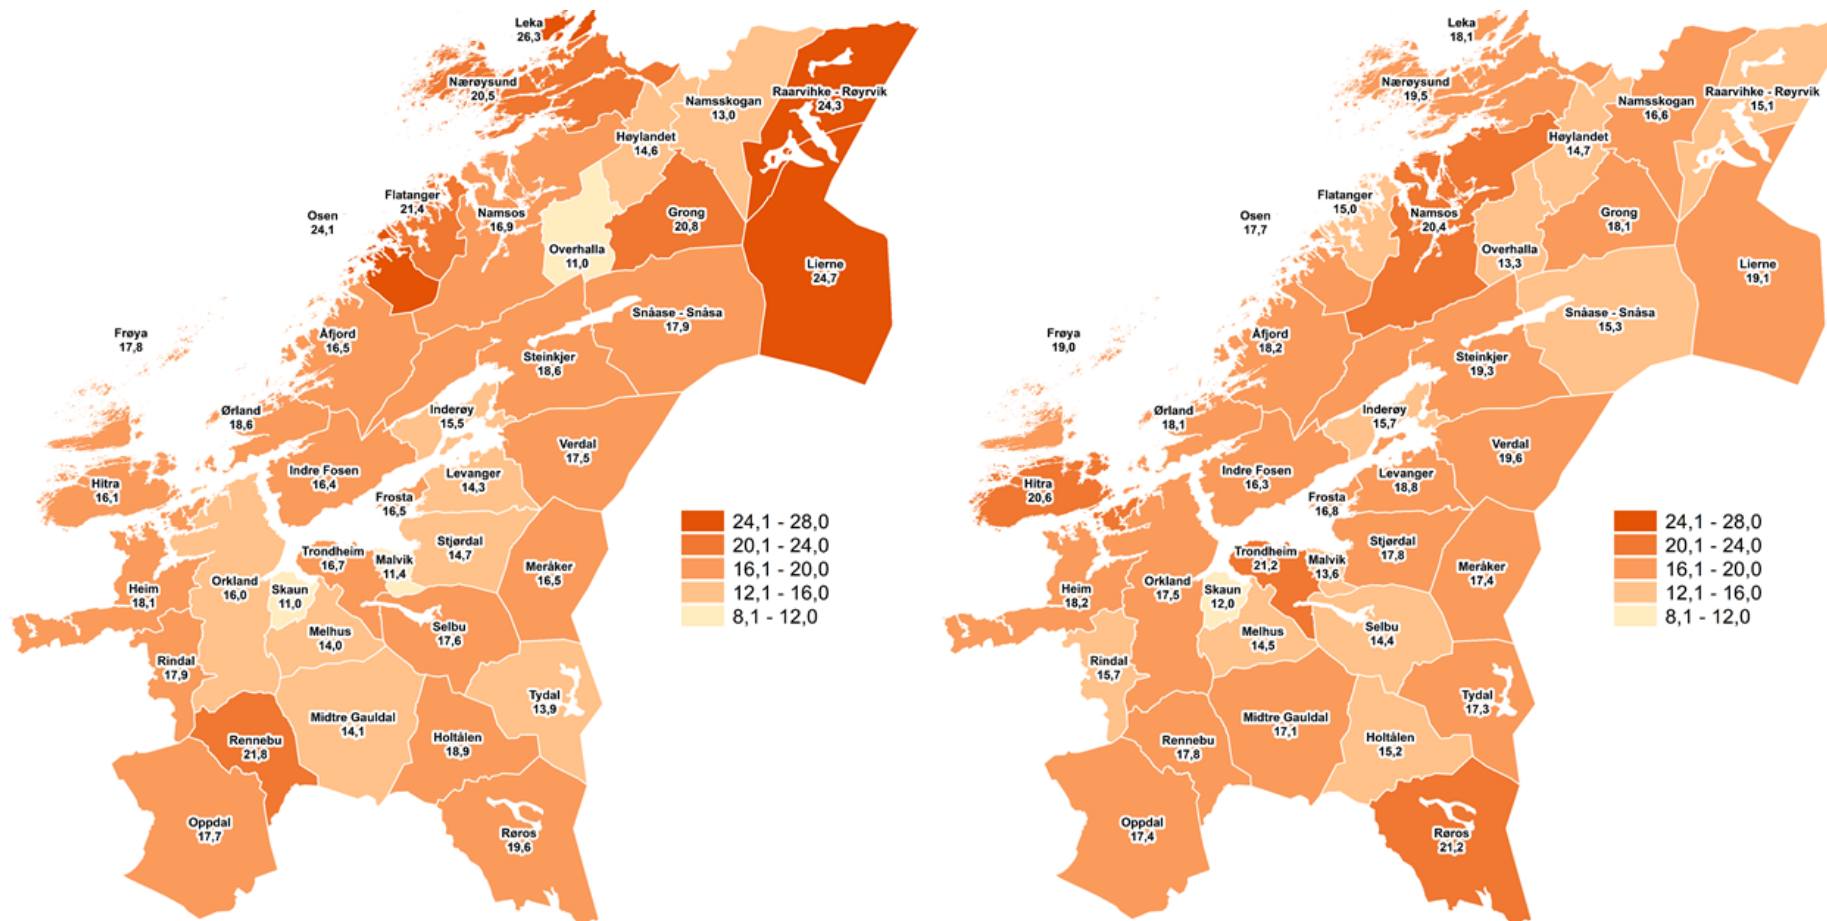 Leka
26,3
Nærøysund
20,5
Namsskogan
13,0
Raarvihke - Røyrvik
24,3
Høylandet
14,6
Flatanger
21,4
Osen
24,1
Namsos
16,9
Grong
20,8
Overhalla
11,0
Lierne
24,7
Snåase - Snåsa
17,9
Frøya
17,8
Åfjord
16,5
Steinkjer
18,6
Ørland
18,6
Inderøy
15,5
Verdal
17,5
Indre Fosen
16,4
Levanger
14,3
Hitra
16,1
Frosta
16,5
Stjørdal
14,7
Trondheim
16,7
Malvik
11,4
Meråker
16,5
Heim
18,1
Orkland
16,0
Skaun
11,0
Melhus
14,0
Selbu
17,6
Rindal
17,9
Tydal
13,9
Midtre Gauldal
14,1
Rennebu
21,8
Holtålen
18,9
Oppdal
17,7
Røros
19,6
24,1 - 28,0
20,1 - 24,0
16,1 - 20,0
12,1 - 16,0
8,1 - 12,0
Leka
18,1
Nærøysund
19,5
Namsskogan
16,6
Raarvihke - Røyrvik
15,1
Høylandet
14,7
Flatanger
15,0
Osen
17,7
Namsos
20,4
Grong
18,1
Overhalla
13,3
Lierne
19,1
Snåase - Snåsa
15,3
Frøya
19,0
Åfjord
18,2
Steinkjer
19,3
Ørland
18,1
Inderøy
15,7
Verdal
19,6
Indre Fosen
16,3
Levanger
18,8
Hitra
20,6
Frosta
16,8
Stjørdal
17,8
Trondheim
21,2
Malvik
13,6
Meråker
17,4
Heim
18,2
Orkland
17,5
Skaun
12,0
Melhus
14,5
Selbu
14,4
Rindal
15,7
Tydal
17,3
Midtre Gauldal
17,1
Rennebu
17,8
Holtålen
15,2
Oppdal
17,4
Røros
21,2
24,1 - 28,0
20,1 - 24,0
16,1 - 20,0
12,1 - 16,0
8,1 - 12,0